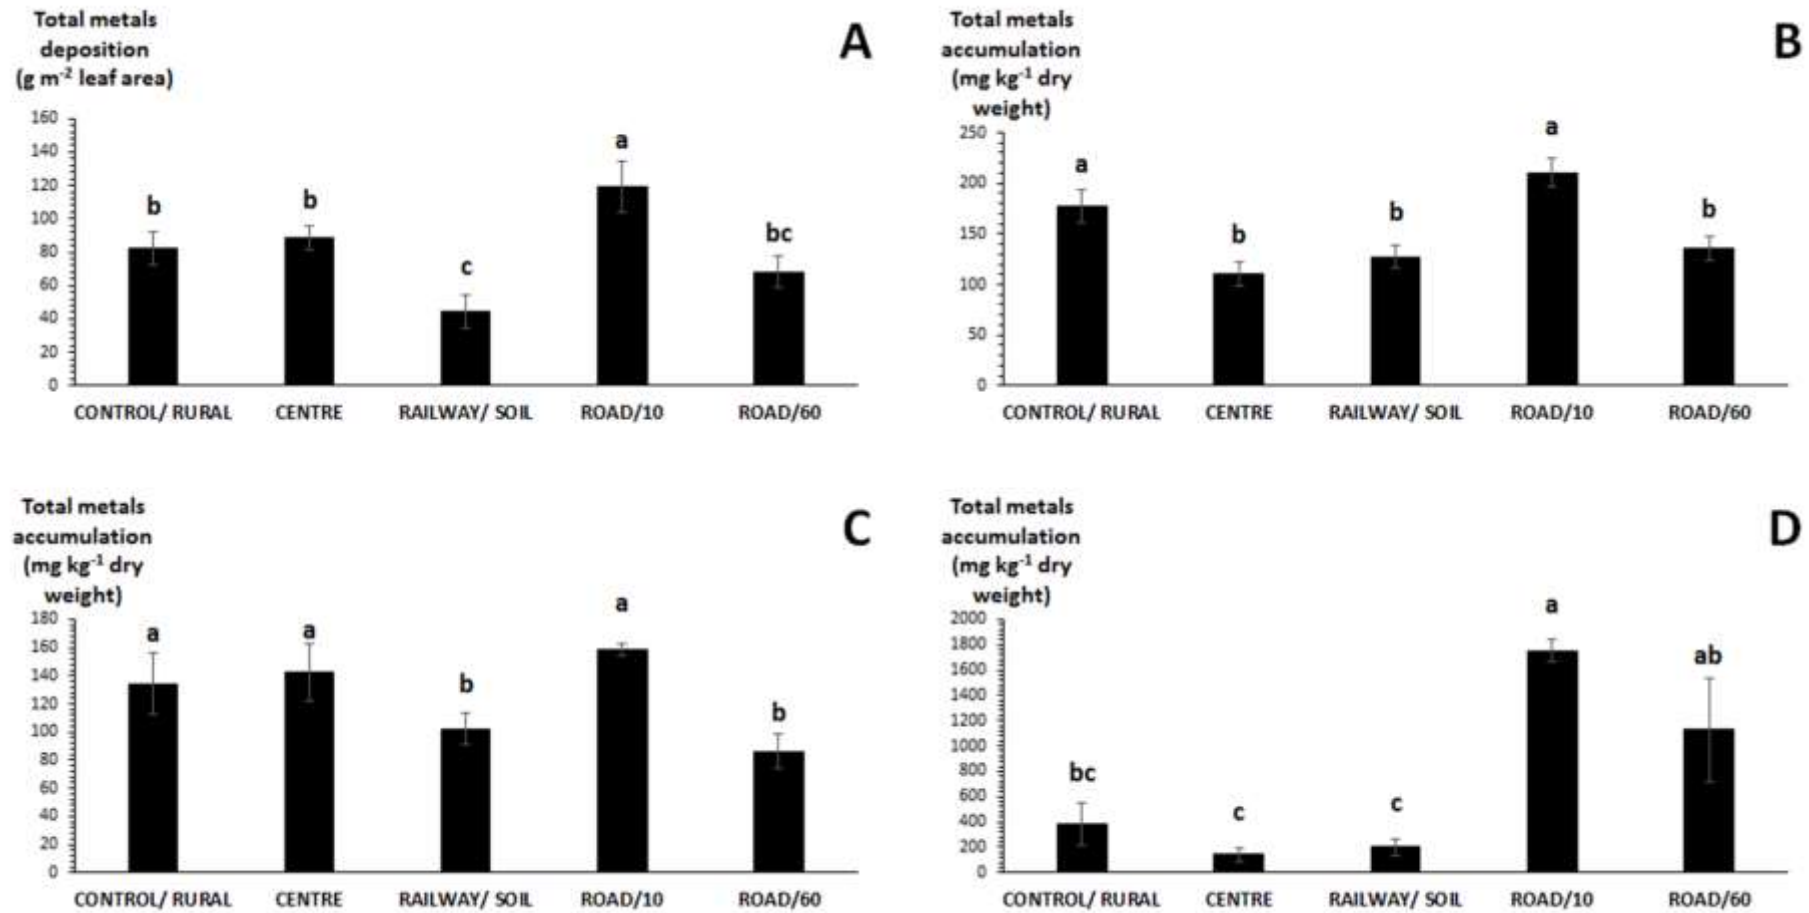 Total metals
deposition
(g m⁻² leaf area)
A
160
140
120
100
80
60
40
20
0
b
b
c
a
bc
CONTROL/ RURAL
CENTRE
RAILWAY/ SOIL
ROAD/10
ROAD/60
Total metals
accumulation
(mg kg⁻¹ dry
weight)
B
250
200
150
100
50
0
a
b
b
a
b
CONTROL/ RURAL
CENTRE
RAILWAY/ SOIL
ROAD/10
ROAD/60
Total metals
accumulation
(mg kg⁻¹ dry
weight)
C
180
160
140
120
100
80
60
40
20
0
a
a
b
a
b
CONTROL/ RURAL
CENTRE
RAILWAY/ SOIL
ROAD/10
ROAD/60
Total metals
accumulation
(mg kg⁻¹ dry
weight)
D
2000
1800
1600
1400
1200
1000
800
600
400
200
0
bc
c
c
a
ab
CONTROL/ RURAL
CENTRE
RAILWAY/ SOIL
ROAD/10
ROAD/60